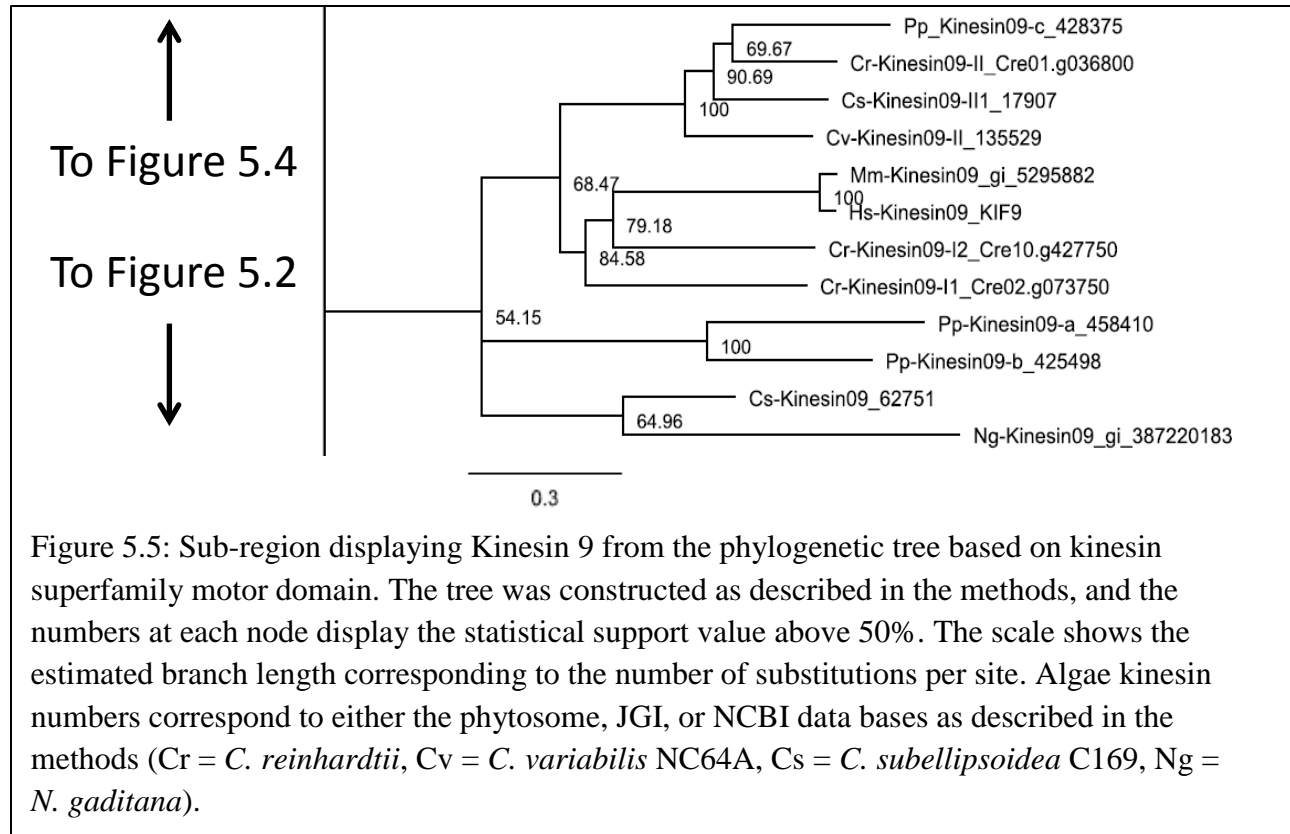 To Figure 5.4
To Figure 5.2
Pp_Kinesin09-c_428375
69.67
Cr-Kinesin09-II_Cre01.g036800
90.69
Cs-Kinesin09-II1_17907
100
Cv-Kinesin09-II_135529
68.47
Mm-Kinesin09_gi_5295882
100
Hs-Kinesin09_KIF9
79.18
Cr-Kinesin09-I2_Cre10.g427750
84.58
Cr-Kinesin09-I1_Cre02.g073750
54.15
Pp-Kinesin09-a_458410
100
Pp-Kinesin09-b_425498
Cs-Kinesin09_62751
64.96
Ng-Kinesin09_gi_387220183
0.3
Figure 5.5: Sub-region displaying Kinesin 9 from the phylogenetic tree based on kinesin
superfamily motor domain. The tree was constructed as described in the methods, and the
numbers at each node display the statistical support value above 50%. The scale shows the
estimated branch length corresponding to the number of substitutions per site. Algae kinesin
numbers correspond to either the phytosome, JGI, or NCBI data bases as described in the
methods (Cr = C. reinhardtii, Cv = C. variabilis NC64A, Cs = C. subellipsoidea C169, Ng =
N. gaditana).